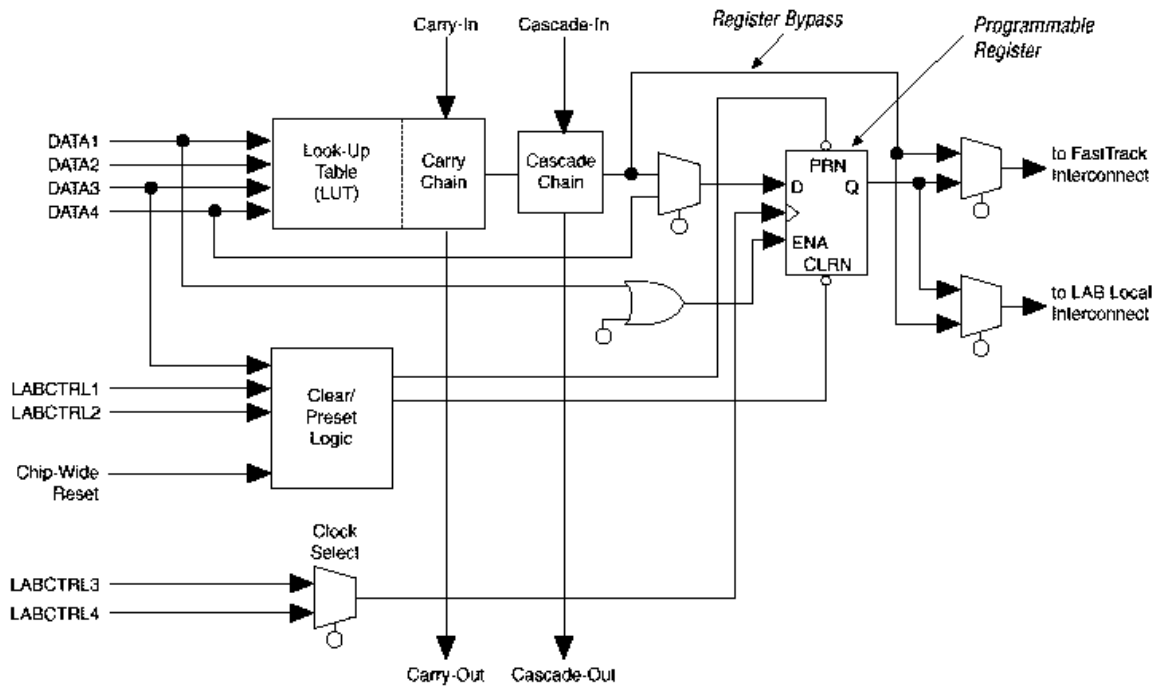 Carry-In
Cascade-In
Register Bypass
Programmable
Register
DATA1
DATA2
DATA3
DATA4
Look-Up
Table
(LUT)
Carry
Chain
Cascade
Chain
PRN
D
Q
ENA
CLRN
to FastTrack
Interconnect
to LAB Local
Interconnect
LABCTRL1
LABCTRL2
Clear/
Preset
Logic
Chip-Wide
Reset
Clock
Select
LABCTRL3
LABCTRL4
Carry-Out
Cascade-Out